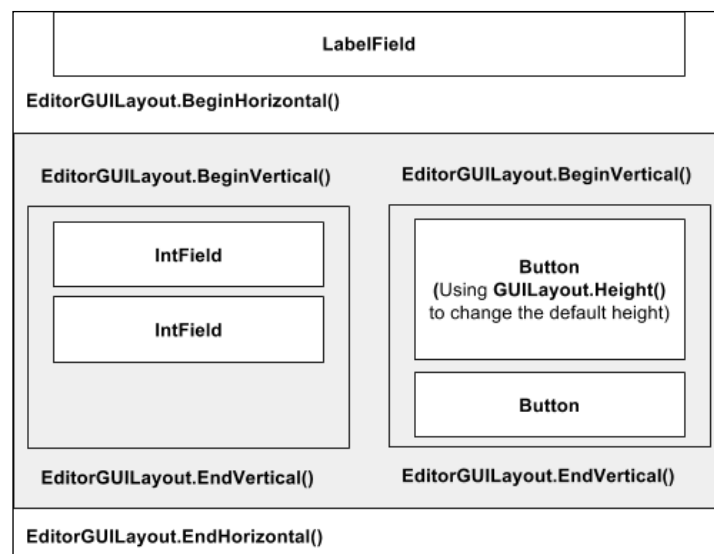 LabelField
EditorGUILayout.BeginHorizontal()
EditorGUILayout.BeginVertical()
IntField
IntField
EditorGUILayout.EndVertical()
EditorGUILayout.BeginVertical()
Button
(Using GUILayout.Height()
to change the default height)
Button
EditorGUILayout.EndVertical()
EditorGUILayout.EndHorizontal()